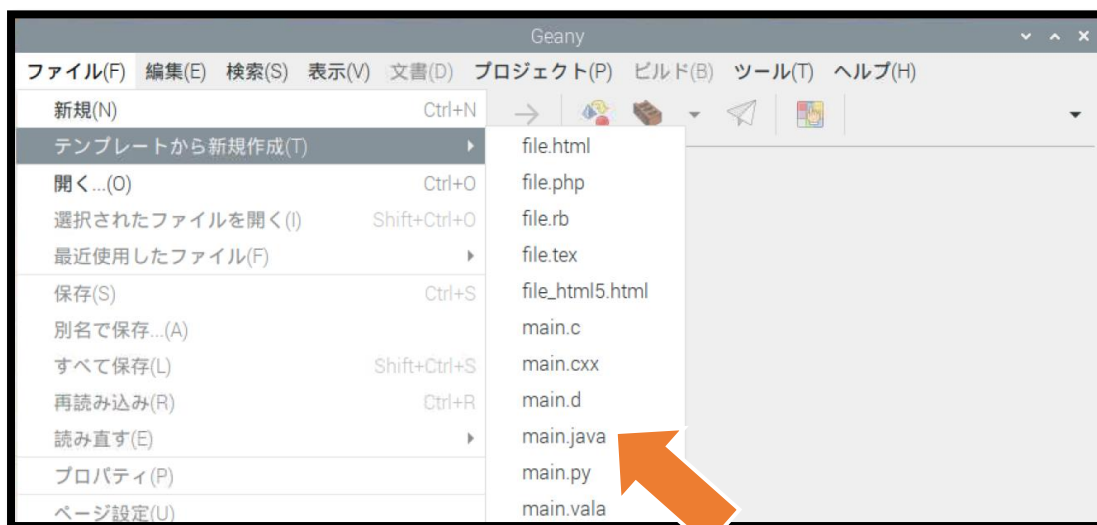 Geany
ファイル(F) 編集(E) 検索(S) 表示(V) 文書(D) プロジェクト(P) ビルド(B) ツール(T) ヘルプ(H)
新規(N) Ctrl+N
テンプレートから新規作成(T)
開く...(O) Ctrl+O
選択されたファイルを開く(I) Shift+Ctrl+O
最近使用したファイル(F)
保存(S) Ctrl+S
別名で保存...(A)
すべて保存(L) Shift+Ctrl+S
再読み込み(R) Ctrl+R
読み直す(E)
プロパティ(P)
ページ設定(U)
file.html
file.php
file.rb
file.tex
file_html5.html
main.c
main.cxx
main.d
main.java
main.py
main.vala